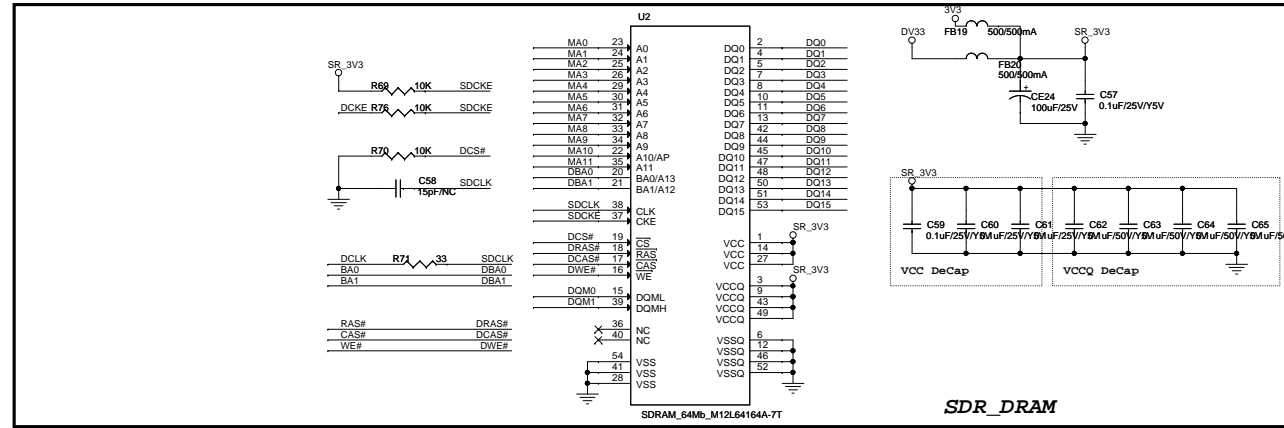 U2
MA0 23 A0 DQ0 2 DQ0
MA1 24 A1 DQ1 4 DQ1
MA2 25 A2 DQ2 5 DQ2
MA3 26 A3 DQ3 7 DQ3
MA4 29 A4 DQ4 8 DQ4
MA5 30 A5 DQ5 10 DQ5
MA6 31 A6 DQ6 11 DQ6
MA7 32 A7 DQ7 13 DQ7
MA8 33 A8 DQ8 42 DQ8
MA9 34 A9 DQ9 44 DQ9
MA10 22 A10/AP DQ10 45 DQ10
MA11 35 A11 DQ11 47 DQ11
DBA0 20 BA0/A13 DQ12 48 DQ12
DBA1 21 BA1/A12 DQ13 50 DQ13
DQ14 51 DQ14
SDCLK 38 CLK DQ15 53 DQ15
SDCKE 37 CKE
DCS# 19 CS VCC 1 SR_3V3
DRAS# 18 RAS VCC 14
DCAS# 17 CAS VCC 27
DWE# 16 WE
SR_3V3
DQM0 15 DQML VCCQ 3
DQM1 39 DQMH VCCQ 9
VCCQ 43
VCCQ 49
36 NC
40 NC
VSSQ 6
VSSQ 12
VSSQ 46
VSSQ 52
54 VSS
41 VSS
28 VSS
SDRAM_64Mb_M12L64164A-7T
SR_3V3
R69 10K SDCKE
DCKE R76 10K SDCKE
R70 10K DCS#
C58 SDCLK
15pF/NC
DCLK R71 33 SDCLK
BA0 DBA0
BA1 DBA1
RAS# DRAS#
CAS# DCAS#
WE# DWE#
3V3
DV33 FB19 500/500mA SR_3V3
FB20
500/500mA
+
CE24
100uF/25V
C57
0.1uF/25V/Y5V
SR_3V3
C59 C60 C61 C62 C63 C64 C65
0.1uF/25V/Y5V
VCC DeCap VCCQ DeCap
SDR_DRAM